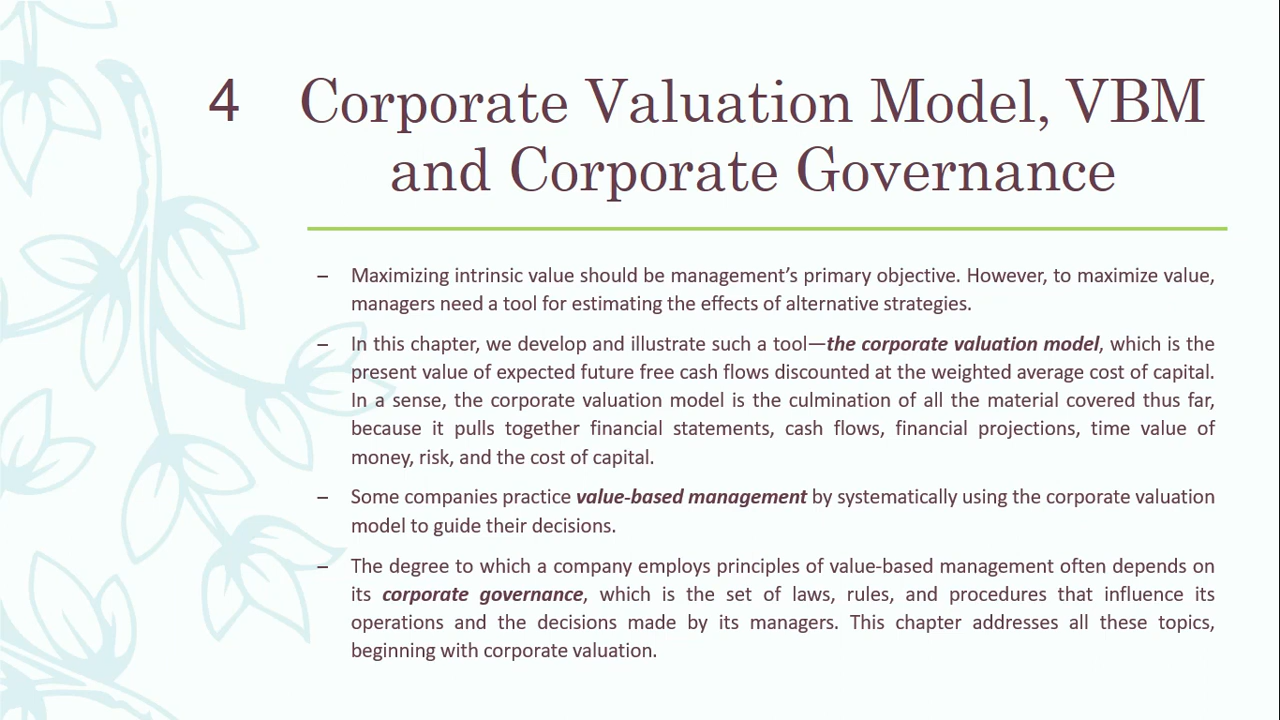 4 Corporate Valuation Model, VBM
and Corporate Governance
– Maximizing intrinsic value should be management’s primary objective. However, to maximize value,
managers need a tool for estimating the effects of alternative strategies.
– In this chapter, we develop and illustrate such a tool—the corporate valuation model, which is the
present value of expected future free cash flows discounted at the weighted average cost of capital.
In a sense, the corporate valuation model is the culmination of all the material covered thus far,
because it pulls together financial statements, cash flows, financial projections, time value of
money, risk, and the cost of capital.
– Some companies practice value-based management by systematically using the corporate valuation
model to guide their decisions.
– The degree to which a company employs principles of value-based management often depends on
its corporate governance, which is the set of laws, rules, and procedures that influence its
operations and the decisions made by its managers. This chapter addresses all these topics,
beginning with corporate valuation.